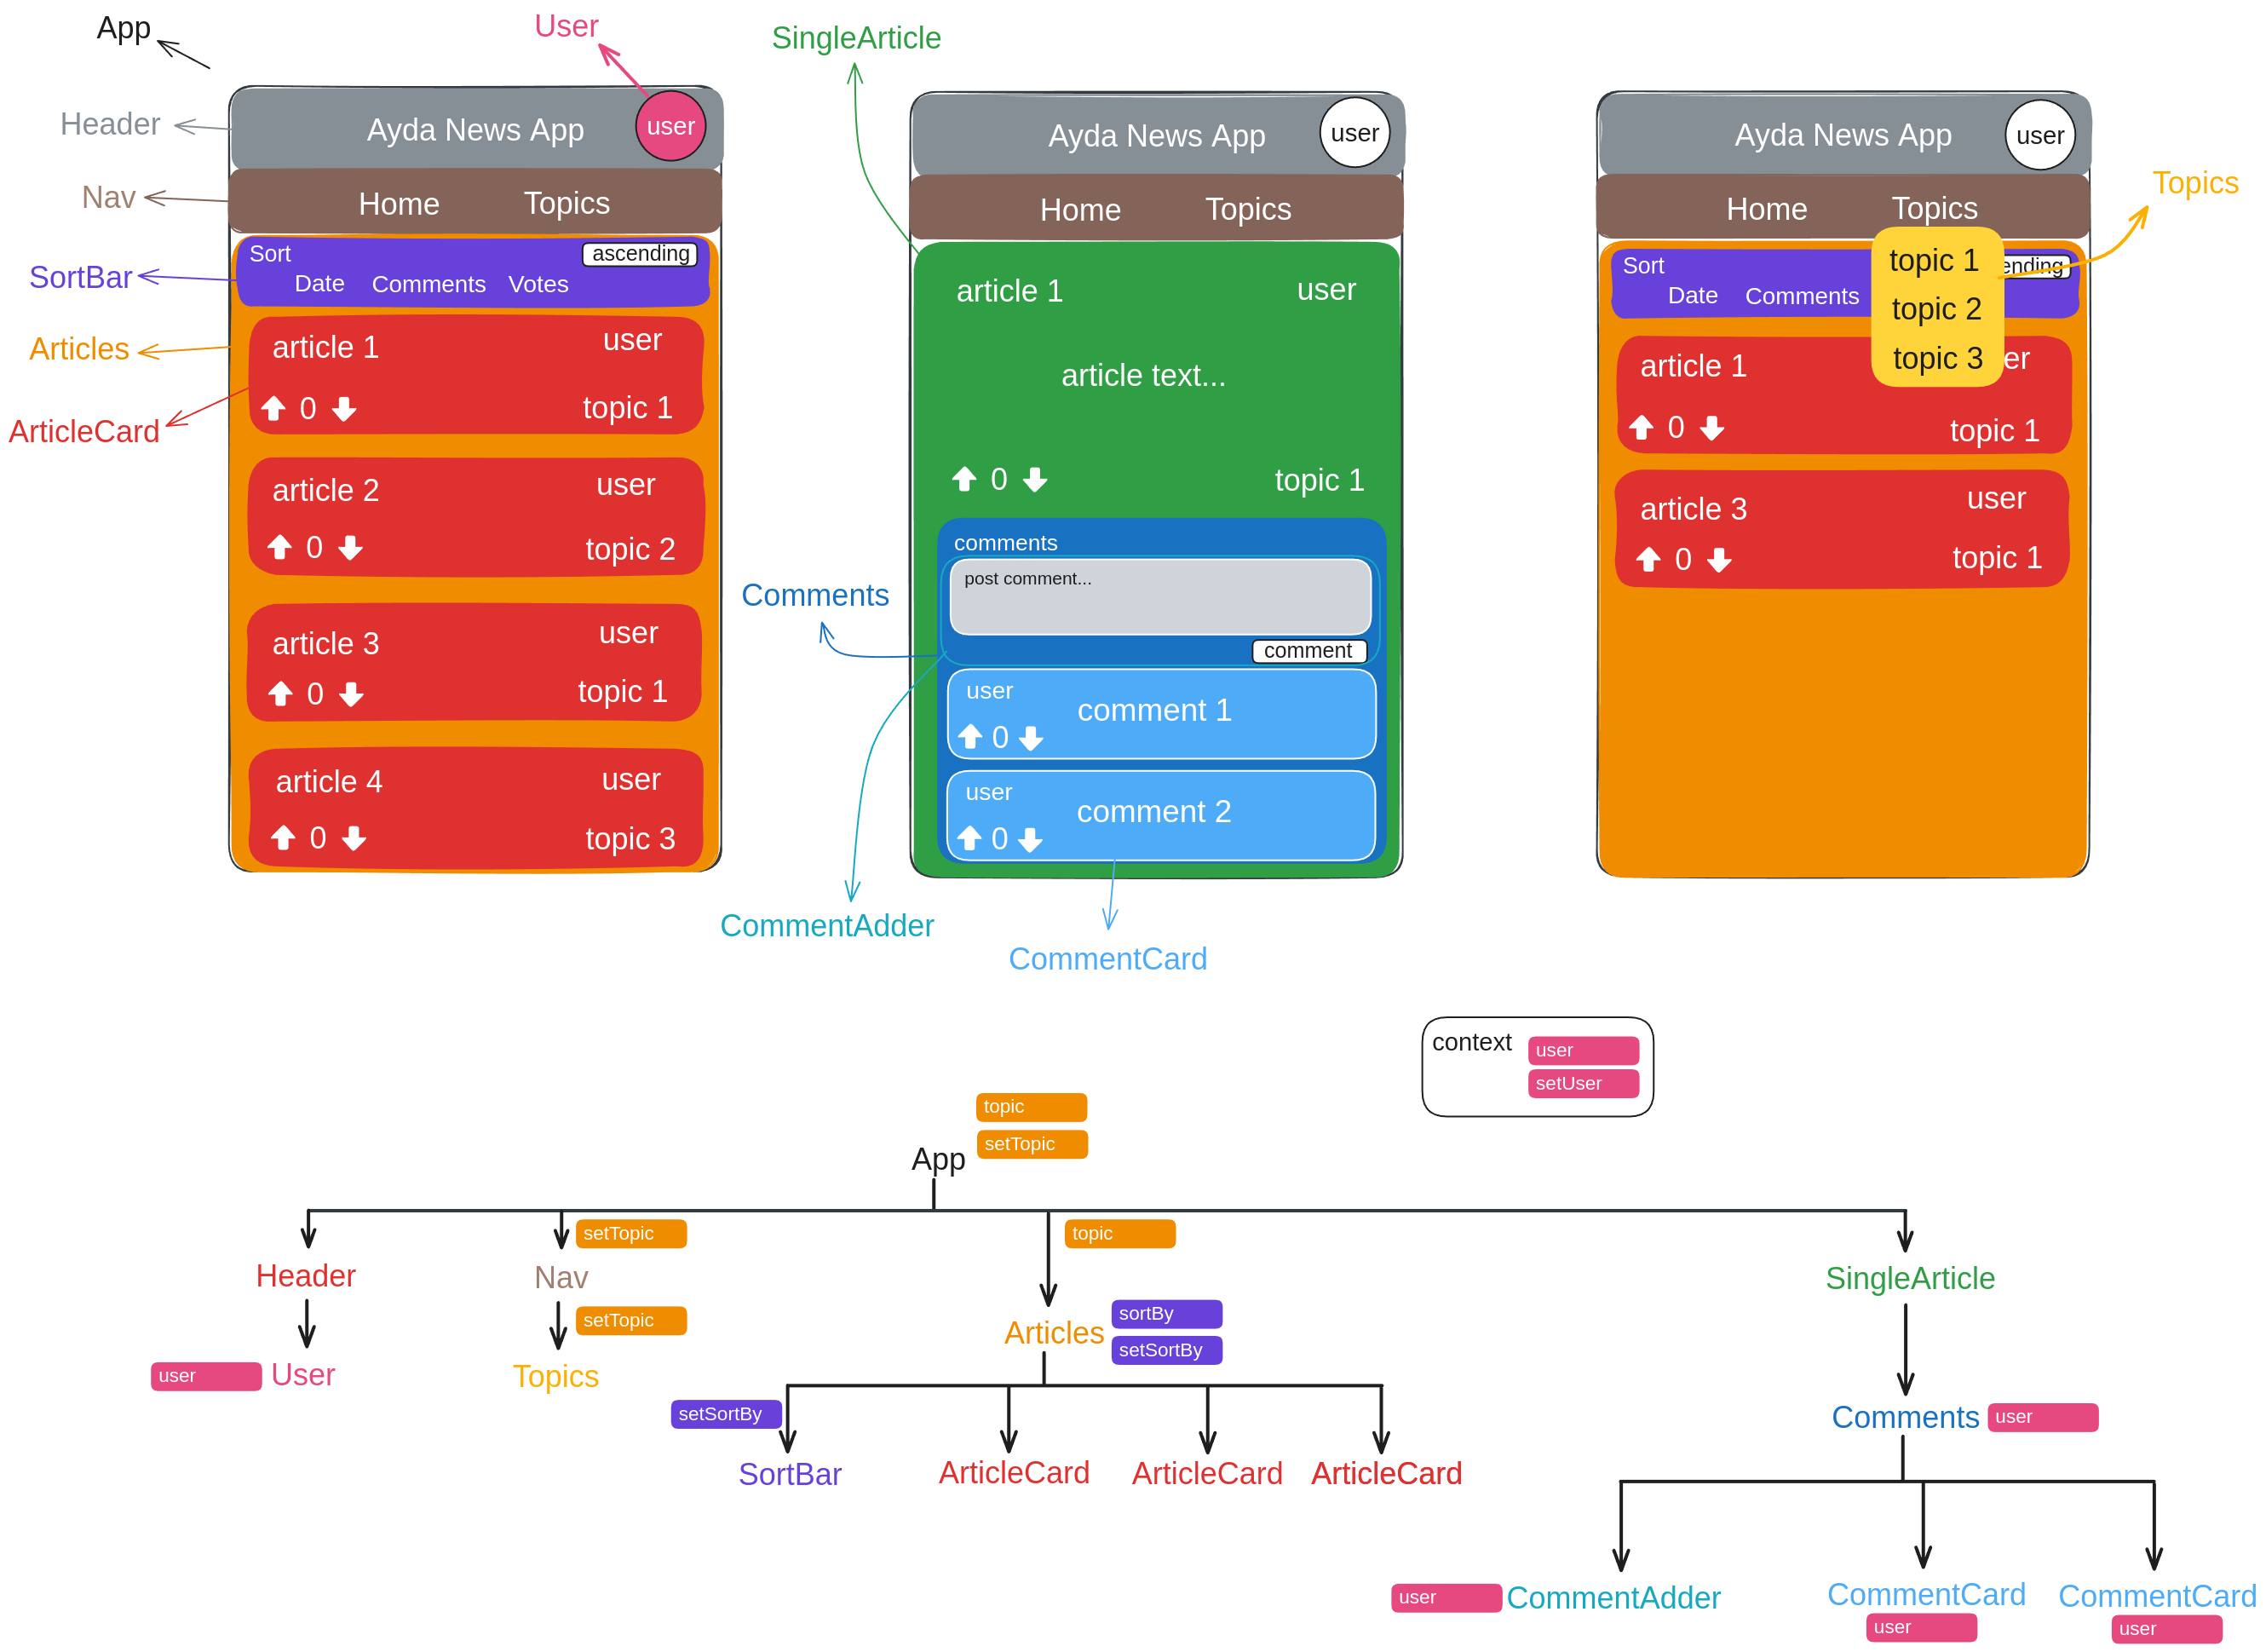 App
User
SingleArticle
Header
Ayda News App
user
Nav
Home Topics
SortBar
Sort
ascending
Date Comments Votes
Articles
ArticleCard
article 1 user
0 topic 1
article 2 user
0 topic 2
article 3 user
0 topic 1
article 4 user
0 topic 3
Ayda News App
user
Home Topics
article 1 user
article text...
0 topic 1
comments
post comment...
comment
Comments
user
comment 1
0
user
comment 2
0
CommentAdder
CommentCard
Ayda News App
user
Topics
Home Topics
Sort
ending
Date Comments
topic 1
topic 2
topic 3
article 1 er
0 topic 1
article 3 user
0 topic 1
context
user
setUser
topic
setTopic
App
setTopic
topic
Header
Nav
SingleArticle
setTopic
sortBy
Articles
setSortBy
user
User
Topics
setSortBy
Comments
user
SortBar
ArticleCard
ArticleCard
ArticleCard
user
CommentAdder
CommentCard
CommentCard
user
user